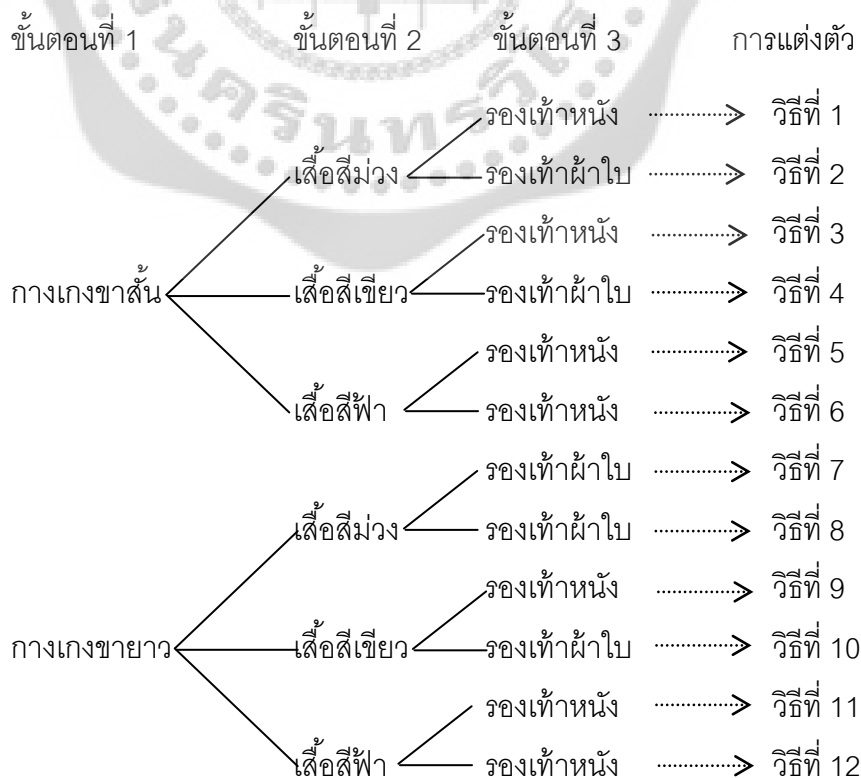 ขั้นตอนที่ 1 ขั้นตอนที่ 2 ขั้นตอนที่ 3 การแต่งตัว
รองเท้าหนัง วิธีที่ 1
เสื้อสีม่วง รองเท้าผ้าใบ วิธีที่ 2
รองเท้าหนัง วิธีที่ 3
กางเกงขาสั้น เสื้อสีเขียว รองเท้าผ้าใบ วิธีที่ 4
รองเท้าหนัง วิธีที่ 5
เสื้อสีฟ้า รองเท้าหนัง วิธีที่ 6
รองเท้าผ้าใบ วิธีที่ 7
เสื้อสีม่วง รองเท้าผ้าใบ วิธีที่ 8
รองเท้าหนัง วิธีที่ 9
กางเกงขายาว เสื้อสีเขียว รองเท้าผ้าใบ วิธีที่ 10
รองเท้าหนัง วิธีที่ 11
เสื้อสีฟ้า รองเท้าหนัง วิธีที่ 12